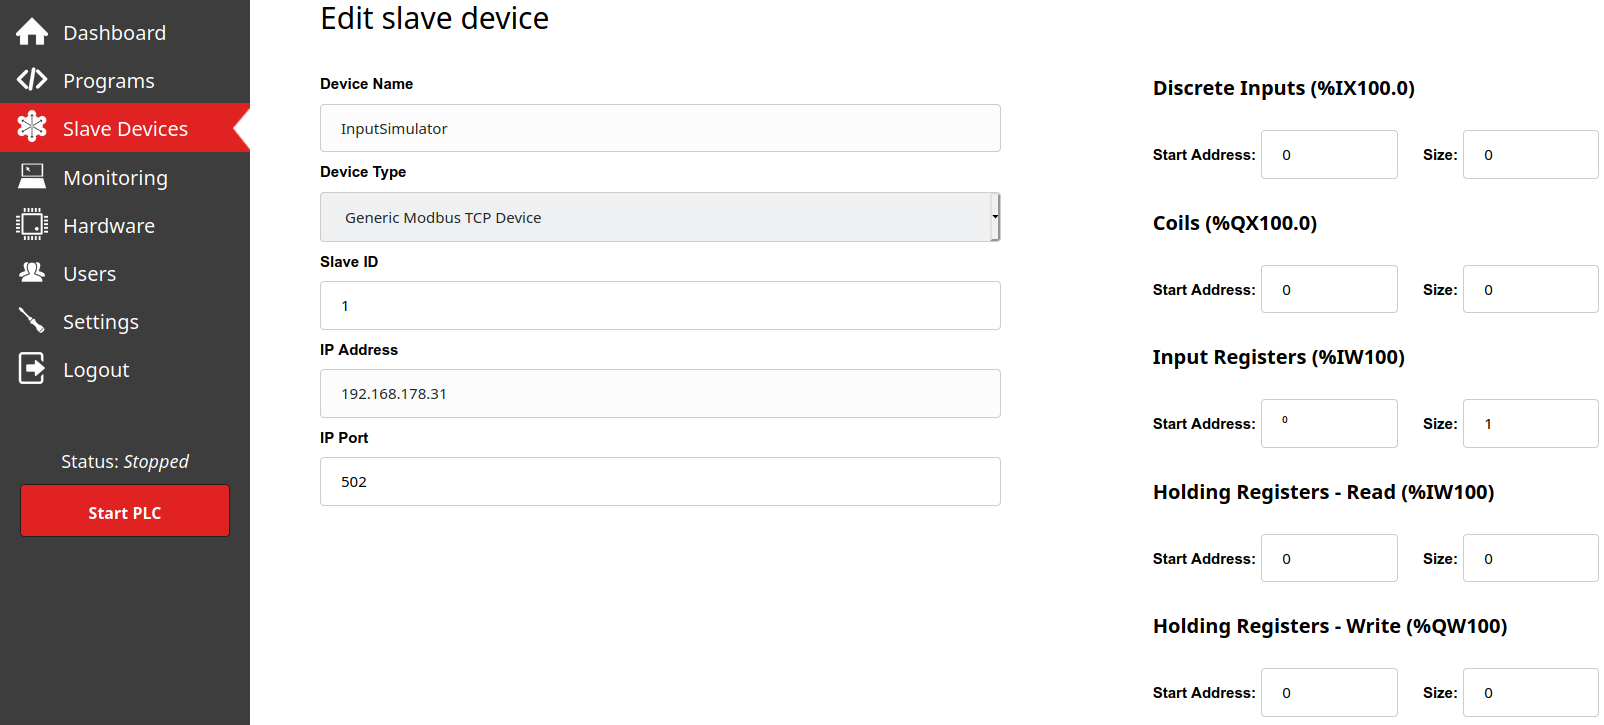 Dashboard
Programs
Slave Devices
Monitoring
Hardware
Users
Settings
Logout
Status: Stopped
Start PLC
Edit slave device
Device Name
InputSimulator
Device Type
Generic Modbus TCP Device
Slave ID
1
IP Address
192.168.178.31
IP Port
502
Discrete Inputs (%IX100.0)
Start Address: 0 Size: 0
Coils (%QX100.0)
Start Address: 0 Size: 0
Input Registers (%IW100)
Start Address: ⁰ Size: 1
Holding Registers - Read (%IW100)
Start Address: 0 Size: 0
Holding Registers - Write (%QW100)
Start Address: 0 Size: 0